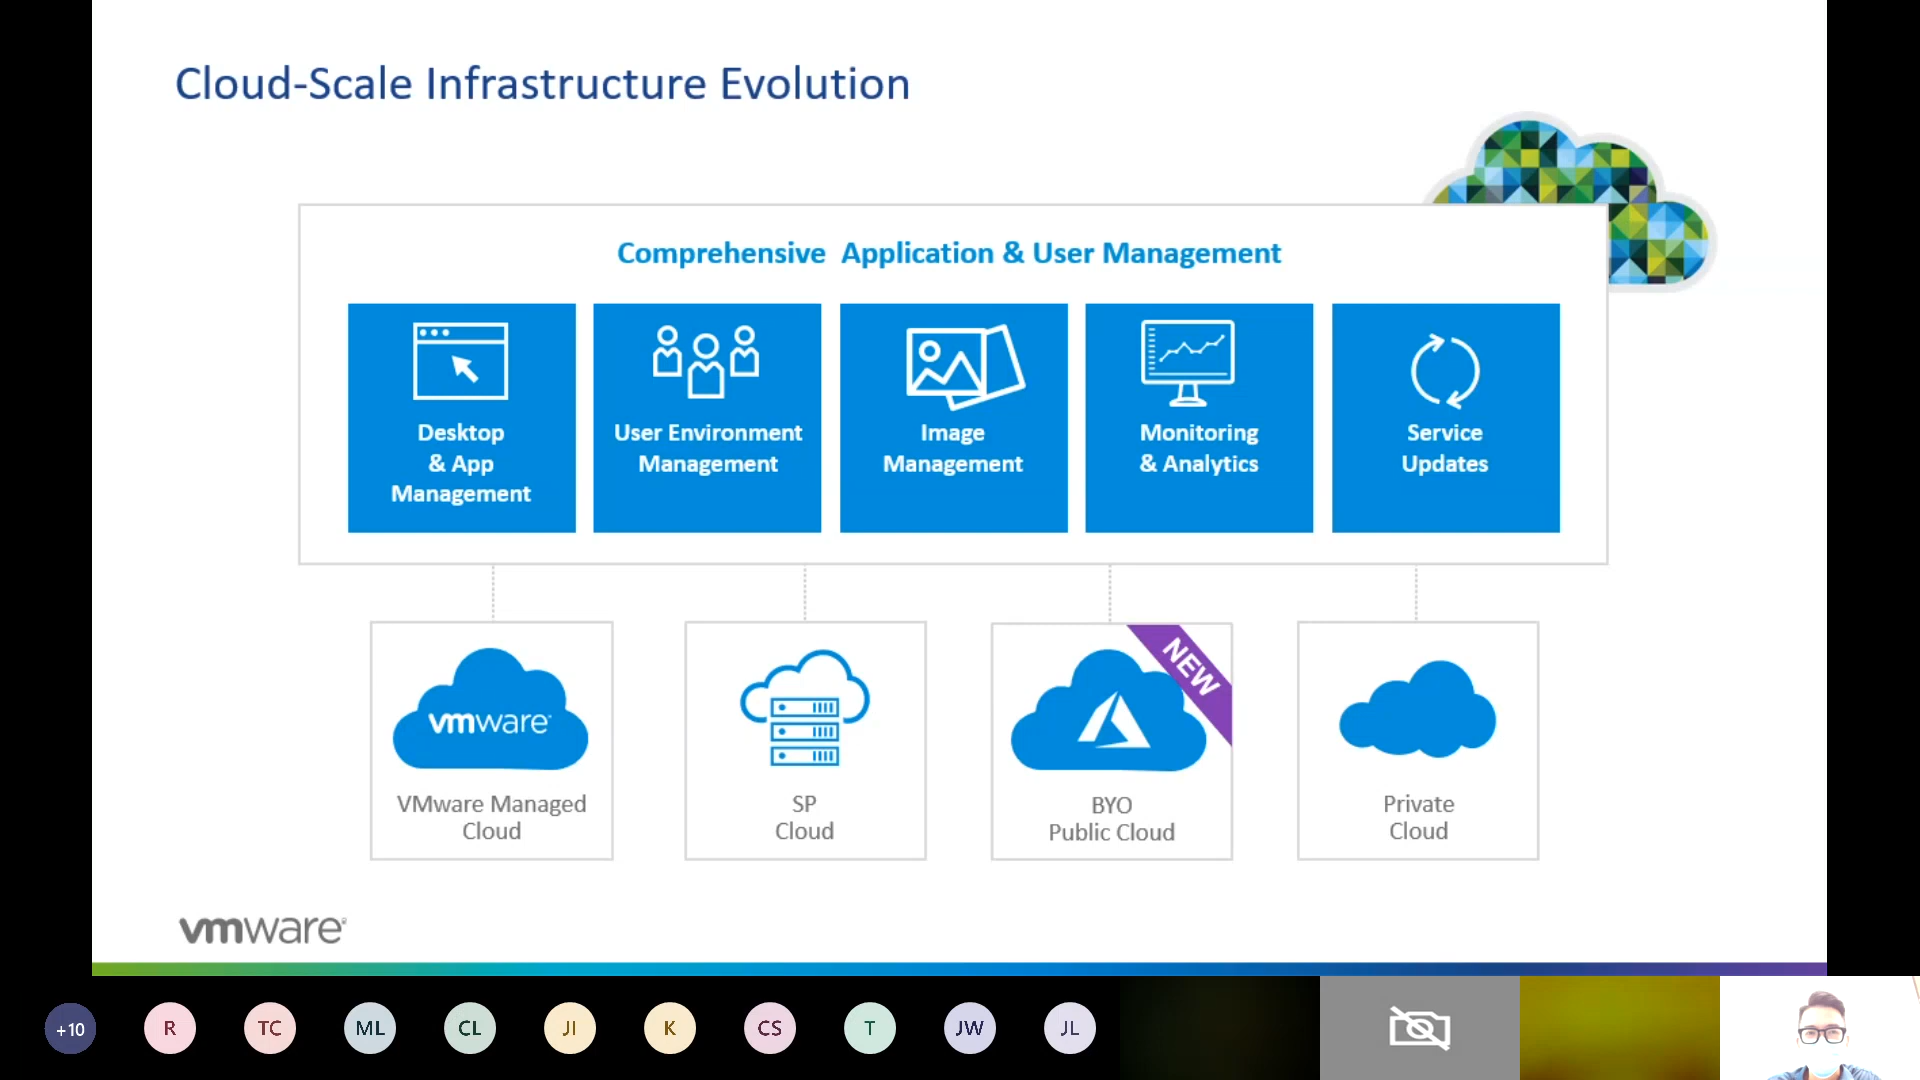 Cloud-Scale Infrastructure Evolution
Comprehensive Application & User Management
Desktop
& App
Management
User Environment
Management
Image
Management
Monitoring
& Analytics
Service
Updates
vmware
VMware Managed
Cloud
SP
Cloud
NEW
BYO
Public Cloud
Private
Cloud
vmware
+10
R
TC
ML
CL
JI
K
CS
T
JW
JL